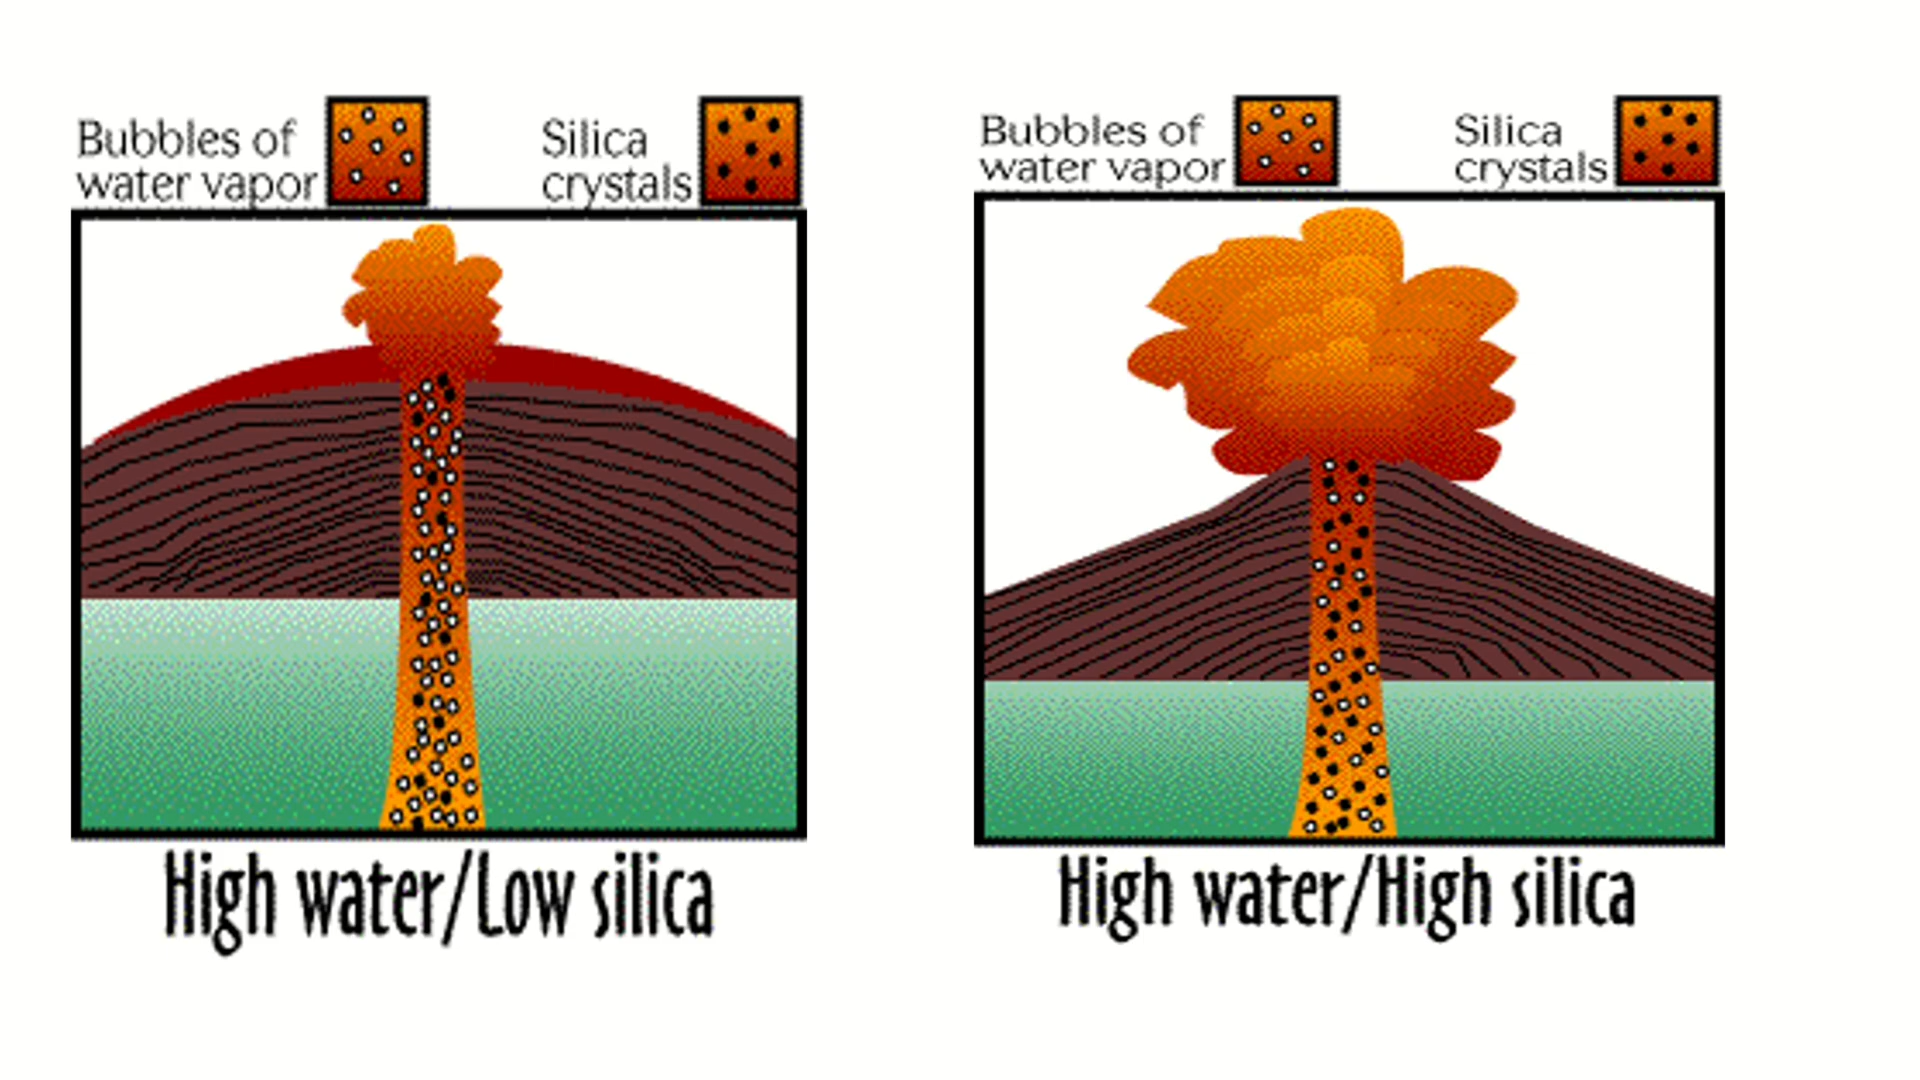 Bubbles of
water vapor
Silica
crystals
High water/Low silica
Bubbles of
water vapor
Silica
crystals
High water/High silica